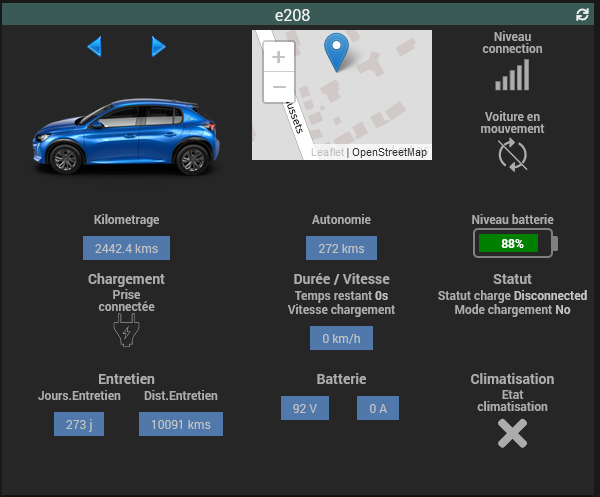 e208
+
−
ussets
Leaflet | OpenStreetMap
Niveau
connection
Voiture en
mouvement
Kilometrage
2442.4 kms
Autonomie
272 kms
Niveau batterie
88%
Chargement
Prise
connectée
Durée / Vitesse
Temps restant 0s
Vitesse chargement
0 km/h
Statut
Statut charge Disconnected
Mode chargement No
Entretien
Jours.Entretien
Dist.Entretien
273 j
10091 kms
Batterie
92 V
0 A
Climatisation
Etat
climatisation